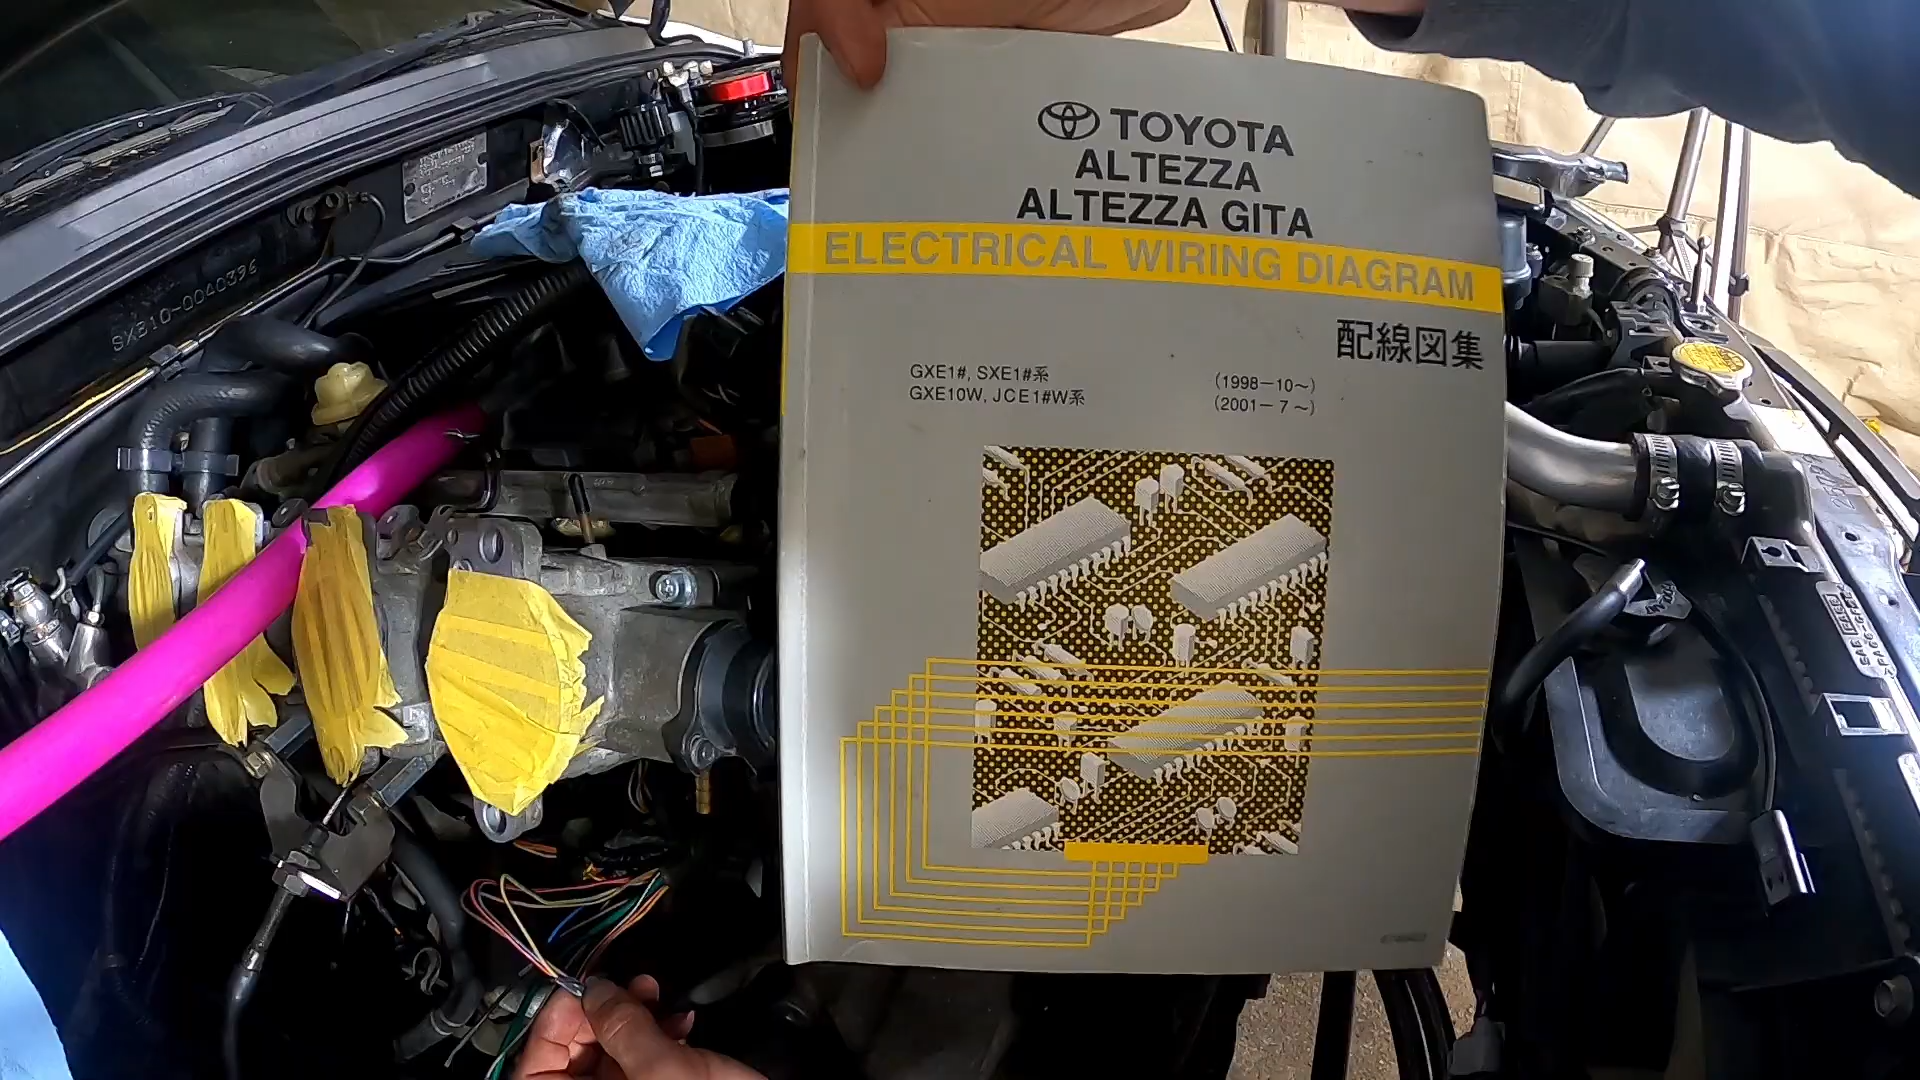 TOYOTA
ALTEZZA
ALTEZZA GITA
ELECTRICAL WIRING DIAGRAM
配線図集
GXE1#, SXE1#系 (1998－10～)
GXE10W, JCE1#W系 (2001－7～)
SXE10-0040396